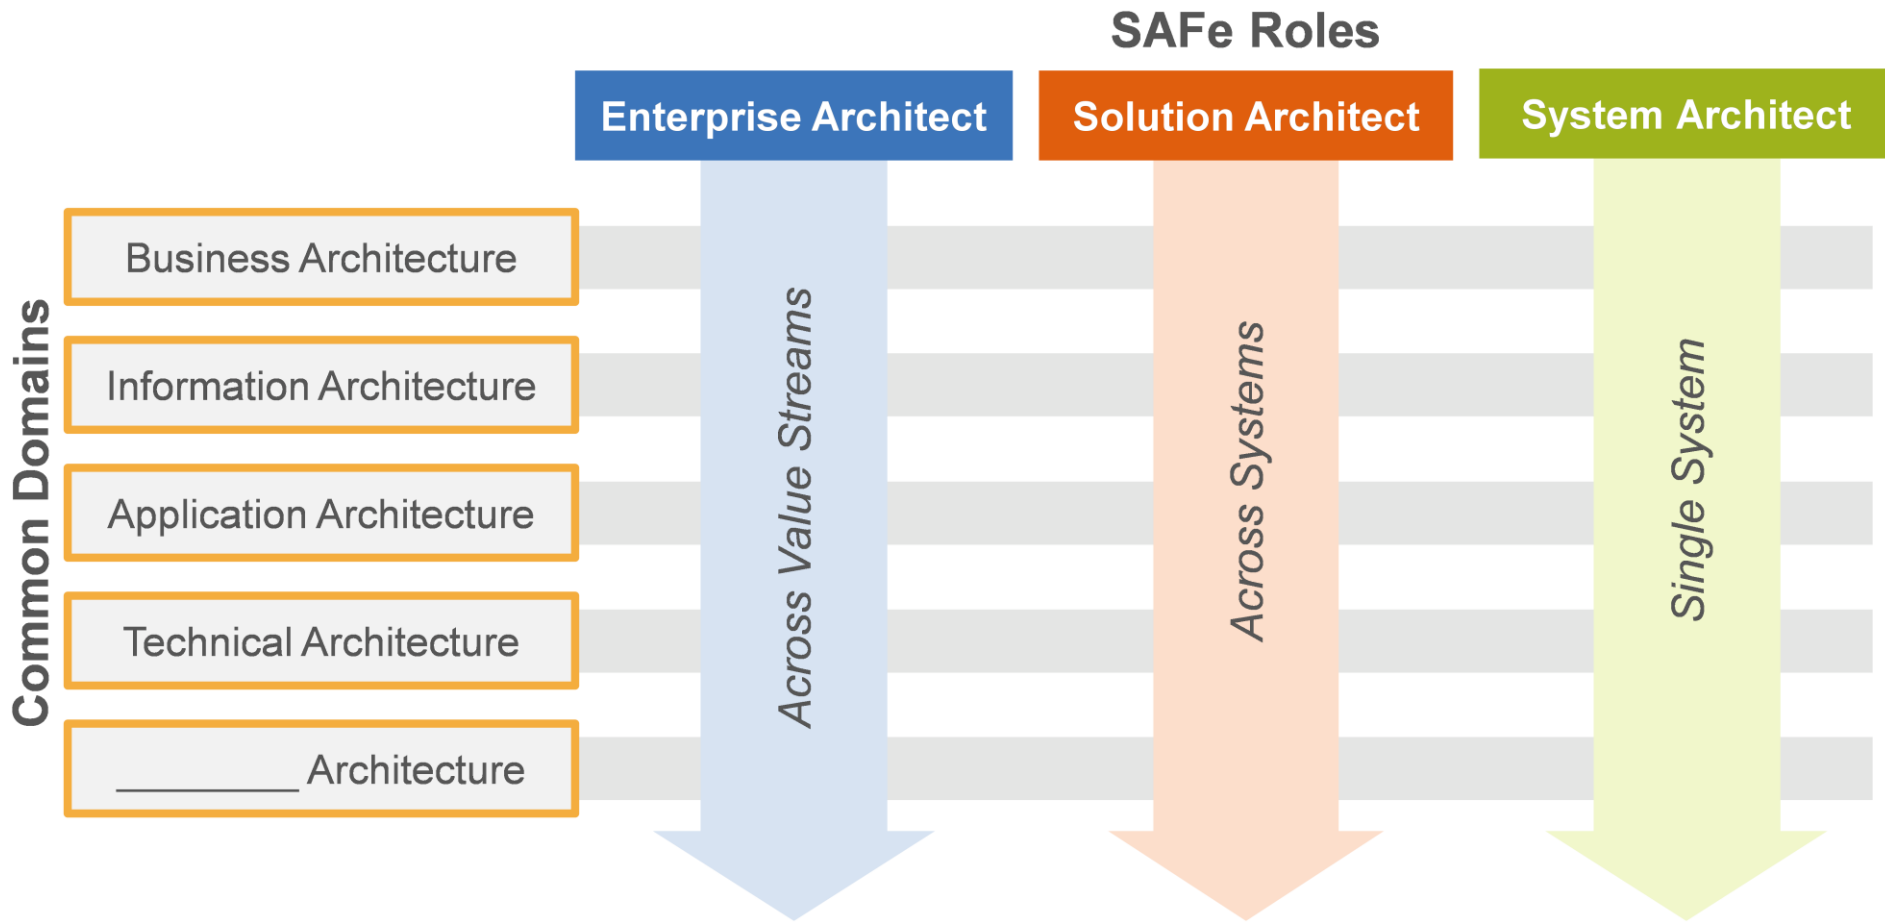 SAFe Roles
Enterprise Architect
Solution Architect
System Architect
Common Domains
Business Architecture
Information Architecture
Application Architecture
Technical Architecture
_________ Architecture
Across Value Streams
Across Systems
Single System